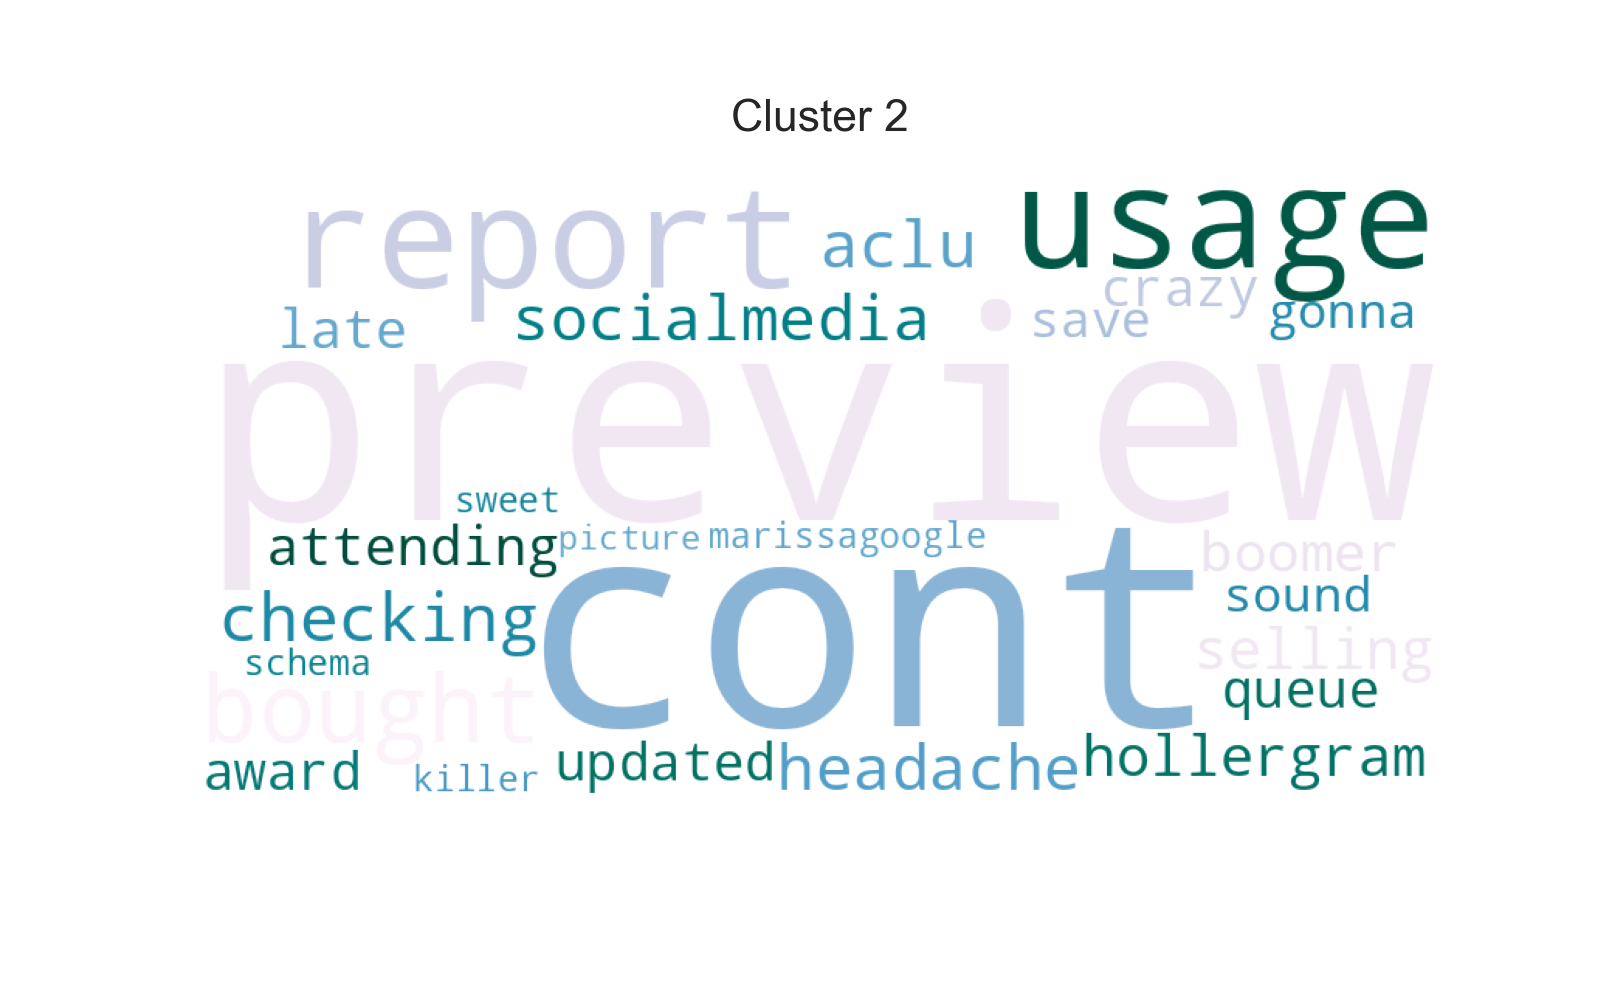 Cluster 2
report
aclu
usage
crazy
late
socialmedia
save
gonna
preview
sweet
attending
picture
marissagoogle
cont
boomer
checking
sound
schema
selling
bought
queue
award
killer
updated
headache
hollergram